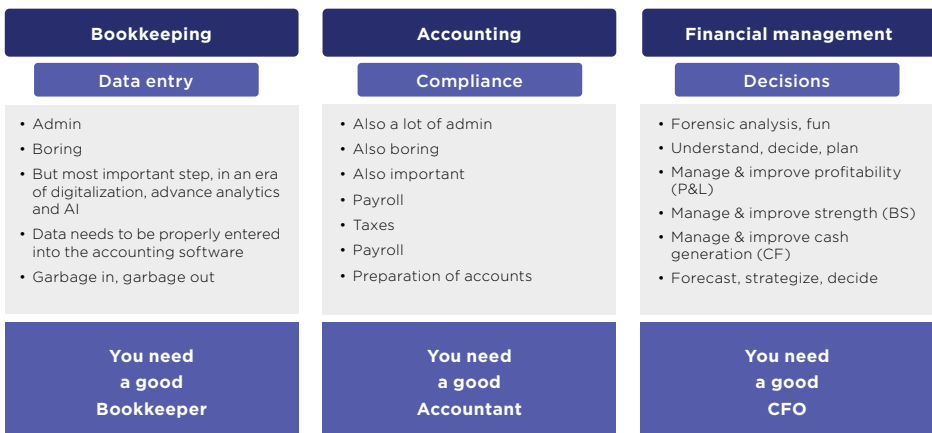 Bookkeeping
Data entry
• Admin
• Boring
• But most important step, in an era
of digitalization, advance analytics
and AI
• Data needs to be properly entered
into the accounting software
• Garbage in, garbage out
You need
a good
Bookkeeper
Accounting
Compliance
• Also a lot of admin
• Also boring
• Also important
• Payroll
• Taxes
• Payroll
• Preparation of accounts
You need
a good
Accountant
Financial management
Decisions
• Forensic analysis, fun
• Understand, decide, plan
• Manage & improve profitability
(P&L)
• Manage & improve strength (BS)
• Manage & improve cash
generation (CF)
• Forecast, strategize, decide
You need
a good
CFO